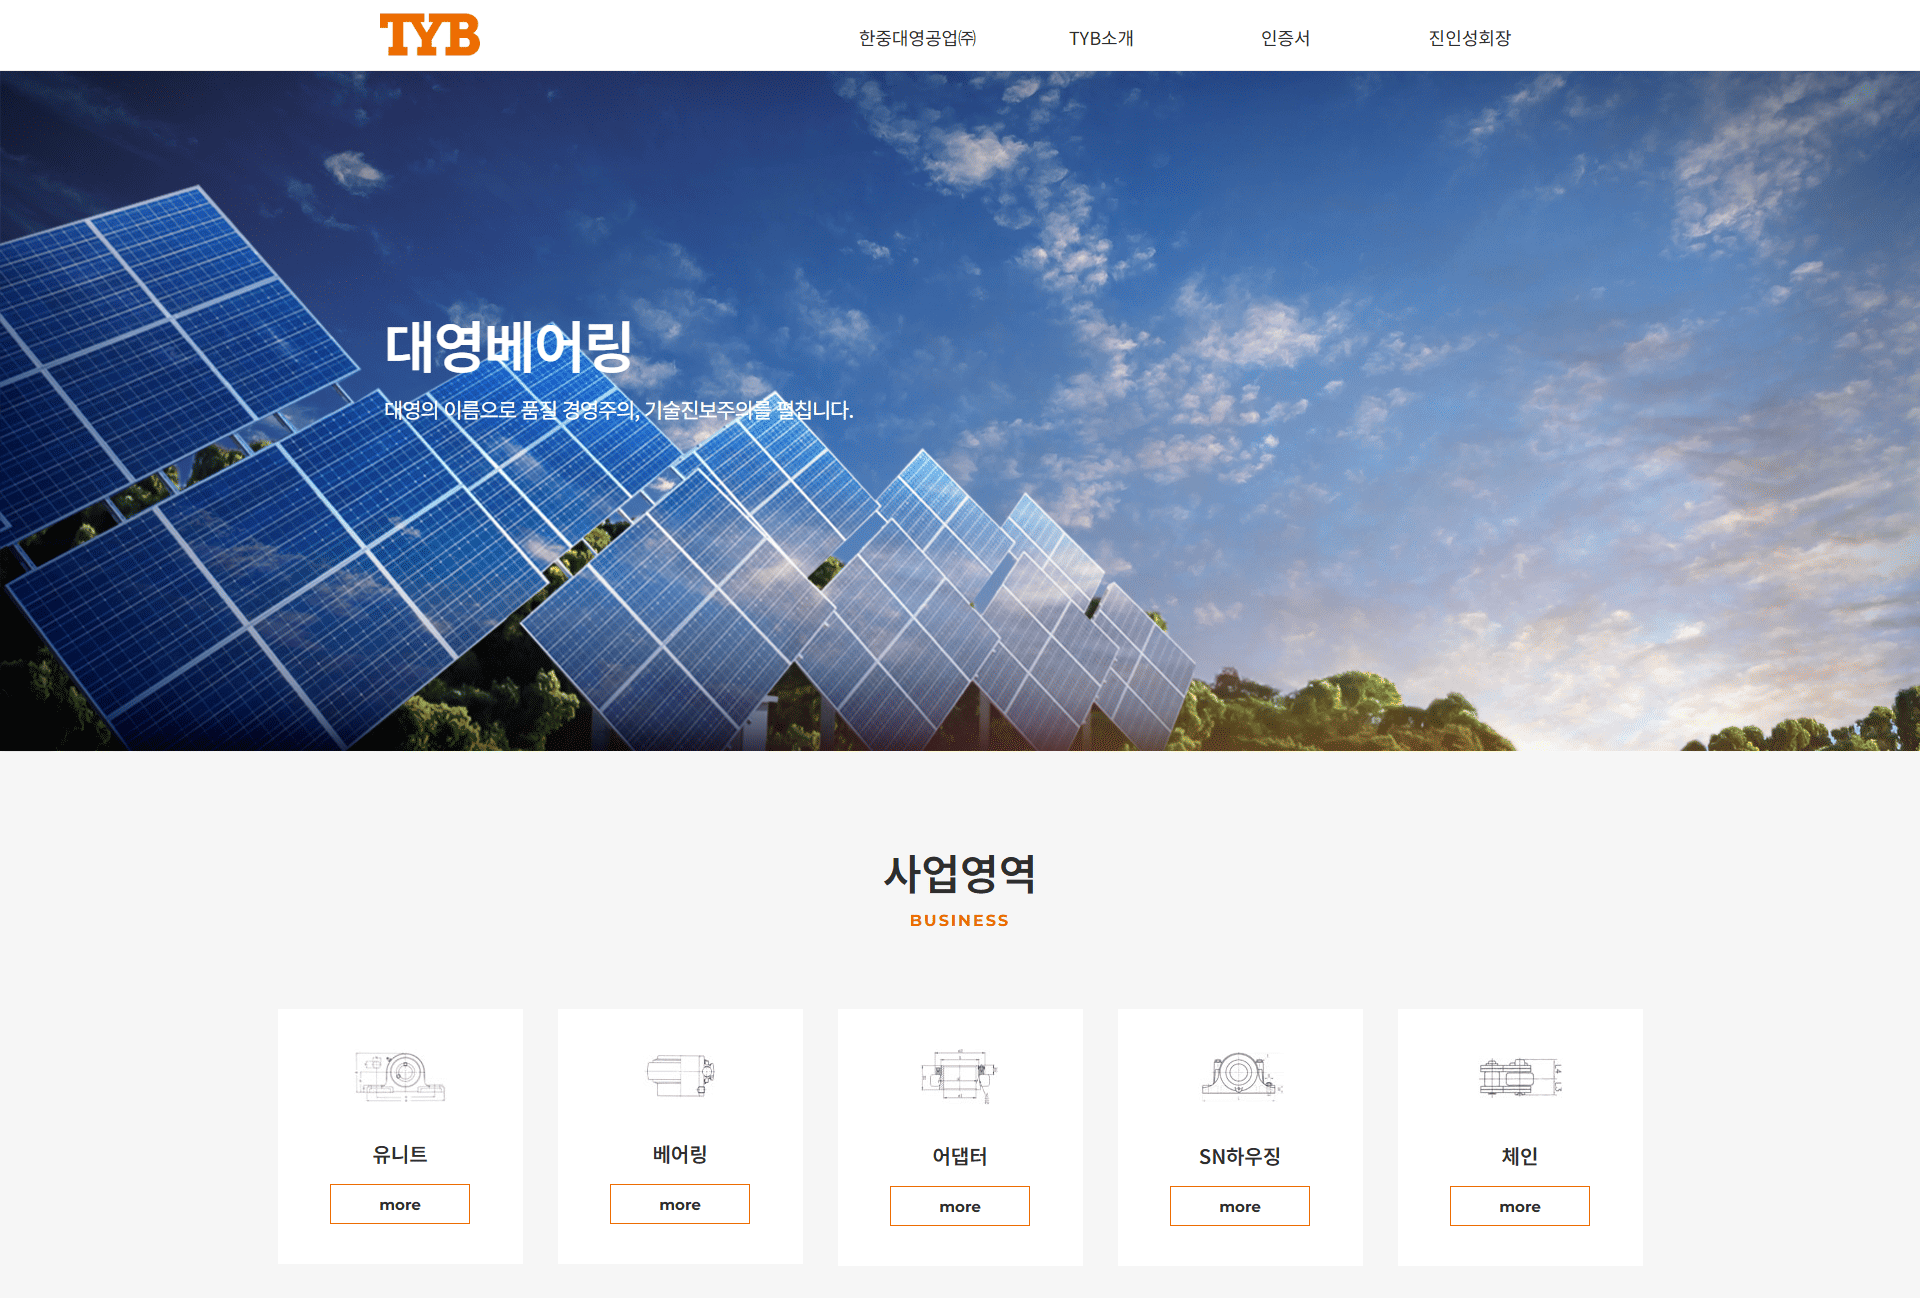 TYB
한중대영공업㈜
TYB소개
인증서
진인성회장
대영베어링
대영의 이름으로 품질 경영주의, 기술진보주의를 펼칩니다.
사업영역
BUSINESS
유니트
베어링
어댑터
SN하우징
체인
more
more
more
more
more